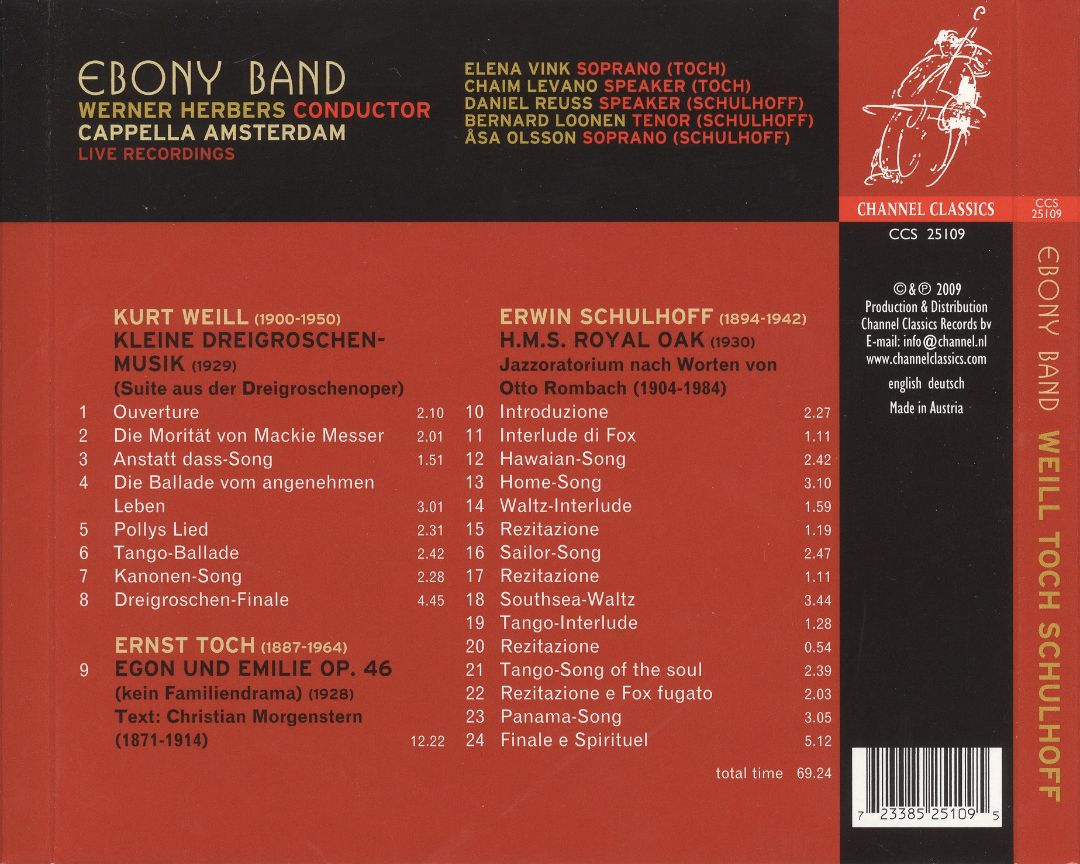 EBONY BAND
WERNER HERBERS CONDUCTOR
CAPPELLA AMSTERDAM
LIVE RECORDINGS
ELENA VINK SOPRANO (TOCH)
CHAIM LEVANO SPEAKER (TOCH)
DANIEL REUSS SPEAKER (SCHULHOFF)
BERNARD LOONEN TENOR (SCHULHOFF)
ÅSA OLSSON SOPRANO (SCHULHOFF)
KURT WEILL (1900-1950)
KLEINE DREIGROSCHEN-
MUSIK (1929)
(Suite aus der Dreigroschenoper)
1 Ouverture 2.10
2 Die Morität von Mackie Messer 2.01
3 Anstatt dass-Song 1.51
4 Die Ballade vom angenehmen
Leben 3.01
5 Pollys Lied 2.31
6 Tango-Ballade 2.42
7 Kanonen-Song 2.28
8 Dreigroschen-Finale 4.45
ERNST TOCH (1887-1964)
9 EGON UND EMILIE OP. 46
(kein Familiendrama) (1928)
Text: Christian Morgenstern
(1871-1914) 12.22
ERWIN SCHULHOFF (1894-1942)
H.M.S. ROYAL OAK (1930)
Jazzoratorium nach Worten von
Otto Rombach (1904-1984)
10 Introduzione 2.27
11 Interlude di Fox 1.11
12 Hawaian-Song 2.42
13 Home-Song 3.10
14 Waltz-Interlude 1.59
15 Rezitazione 1.19
16 Sailor-Song 2.47
17 Rezitazione 1.11
18 Southsea-Waltz 3.44
19 Tango-Interlude 1.28
20 Rezitazione 0.54
21 Tango-Song of the soul 2.39
22 Rezitazione e Fox fugato 2.03
23 Panama-Song 3.05
24 Finale e Spirituel 5.12
total time 69.24
CHANNEL CLASSICS
CCS 25109
©&℗ 2009
Production & Distribution
Channel Classics Records bv
E-mail: info@channel.nl
www.channelclassics.com
english deutsch
Made in Austria
7 23385 25109 5
CCS
25109
EBONY BAND WEILL TOCH SCHULHOFF